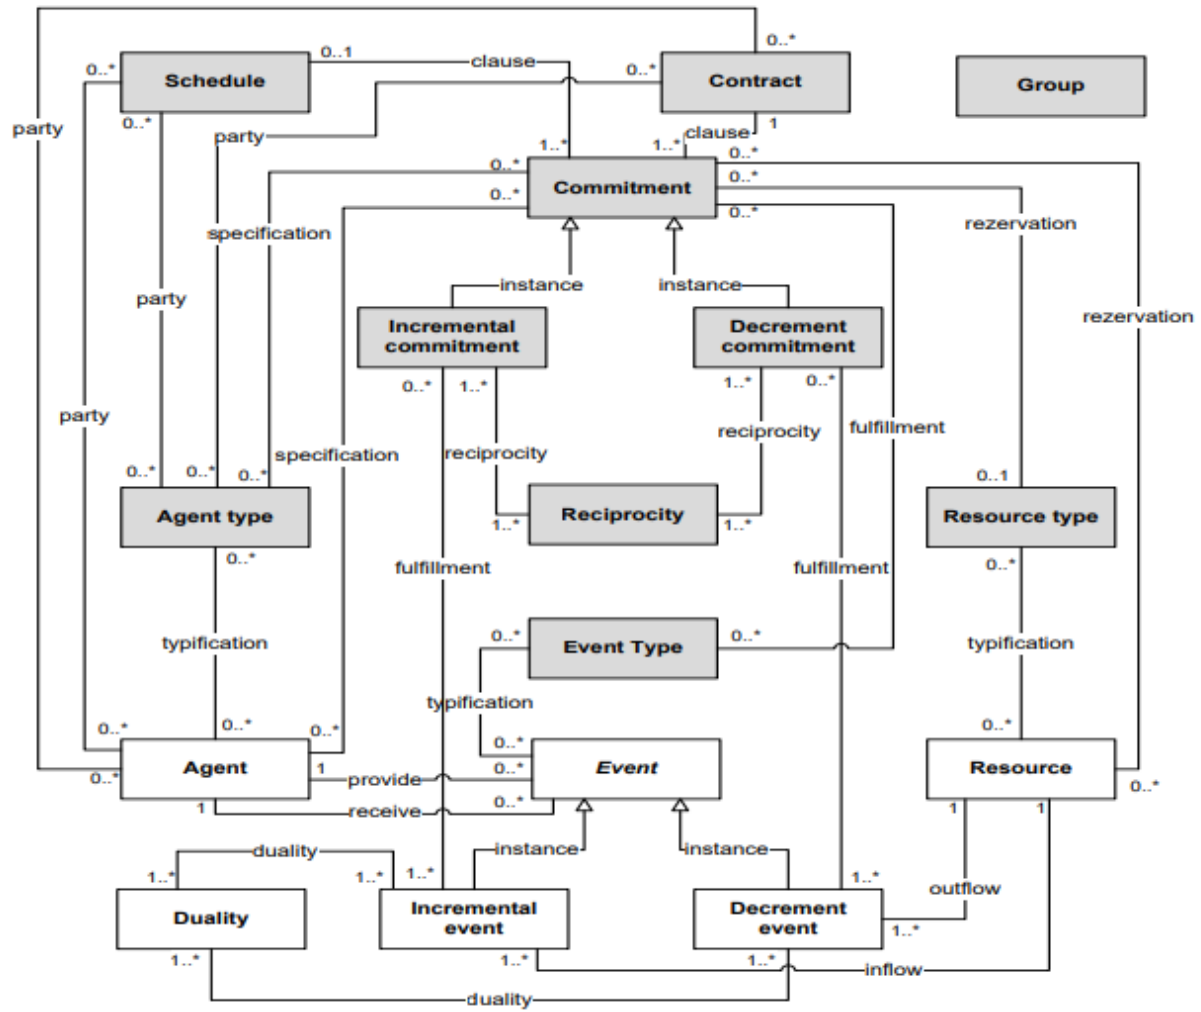 0..*
0..1
clause
0..*
0..*
Schedule
Contract
Group
0..*
party
party
1
clause
1..*
1..*
0..*
0..*
0..*
Commitment
0..*
0..*
rezervation
specification
instance
instance
party
rezervation
Incremental
commitment
Decrement
commitment
0..*
1..*
1..*
0..*
party
fulfillment
reciprocity
reciprocity
specification
0..*
0..*
0..*
0..1
Agent type
Reciprocity
Resource type
1..*
1..*
0..*
0..*
fulfillment
fulfillment
0..*
Event Type
0..*
typification
typification
typification
0..*
0..*
0..*
0..*
0..*
Agent
1
0..*
Event
Resource
0..*
provide
0..*
1
receive
0..*
1
1
duality
instance
instance
1..*
1..*
1..*
1..*
outflow
Duality
Incremental
event
Decrement
event
1..*
1..*
1..*
1..*
inflow
duality